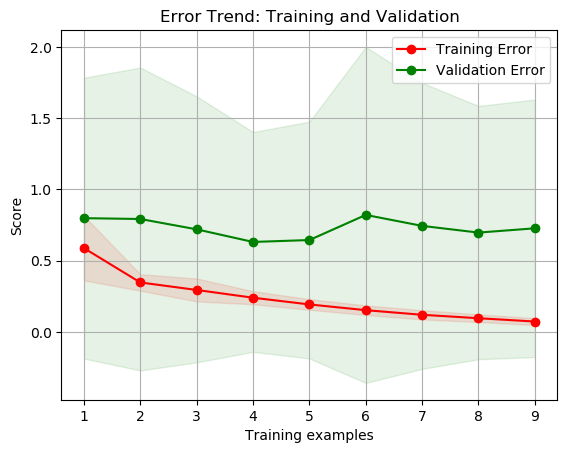 Error Trend: Training and Validation
2.0
1.5
1.0
0.5
0.0
Score
Training Error
Validation Error
1 2 3 4 5 6 7 8 9
Training examples